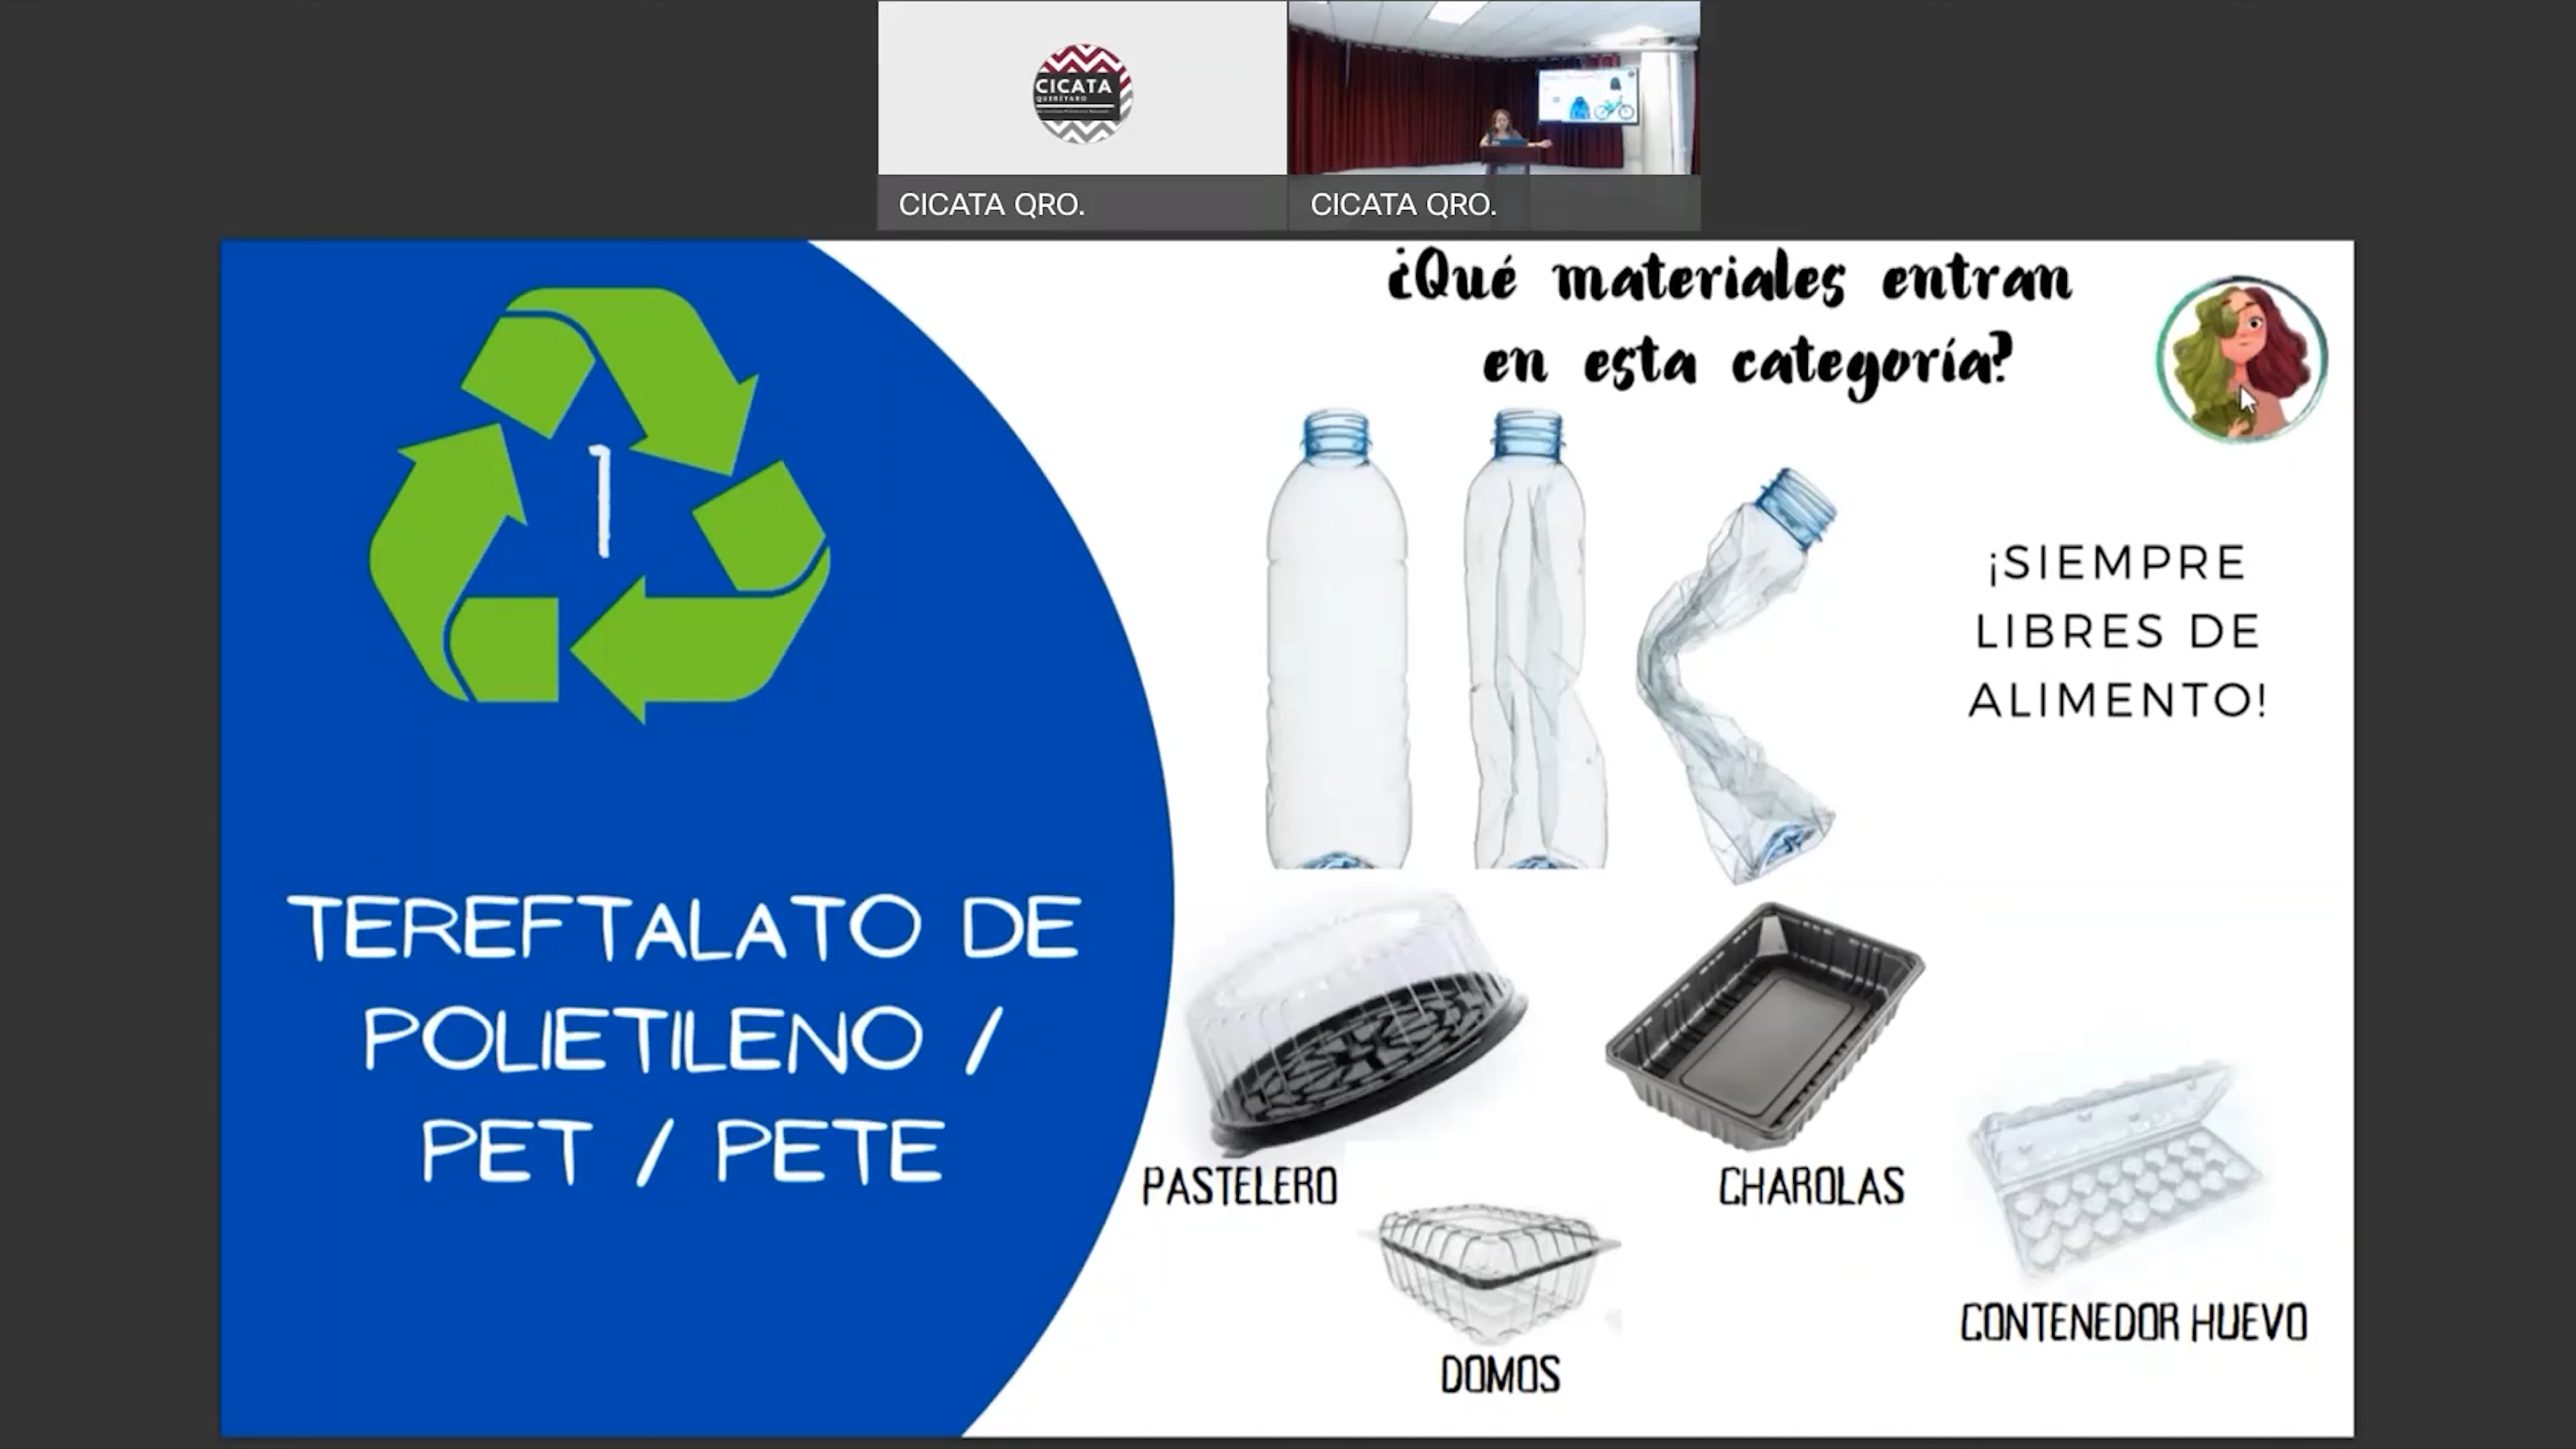 CICATA
QUERÉTARO
CICATA QRO.
CICATA QRO.
¿Qué materiales entran
en esta categoría?
1
¡SIEMPRE
LIBRES DE
ALIMENTO!
TEREFTALATO DE
POLIETILENO /
PET / PETE
PASTELERO
CHAROLAS
DOMOS
CONTENEDOR HUEVO